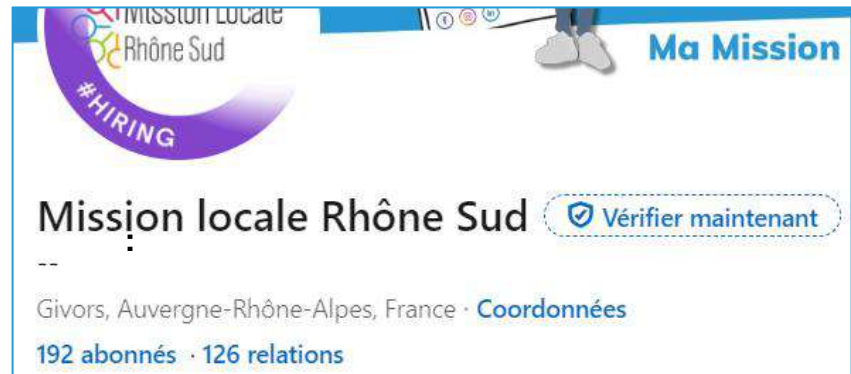 Mission Locale
Rhône Sud
#HIRING
Ma Mission
Mission locale Rhône Sud
Vérifier maintenant
--
Givors, Auvergne-Rhône-Alpes, France · Coordonnées
192 abonnés · 126 relations